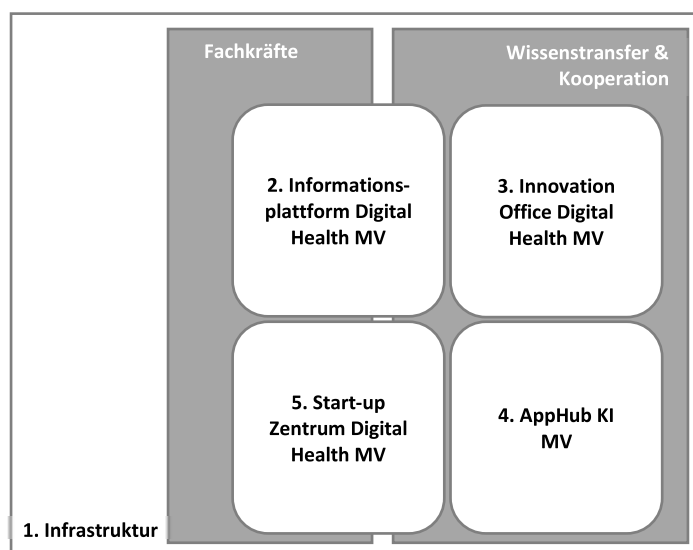 Fachkräfte
Wissenstransfer &
Kooperation
2. Informations-
plattform Digital
Health MV
3. Innovation
Office Digital
Health MV
5. Start-up
Zentrum Digital
Health MV
4. AppHub KI
MV
1. Infrastruktur